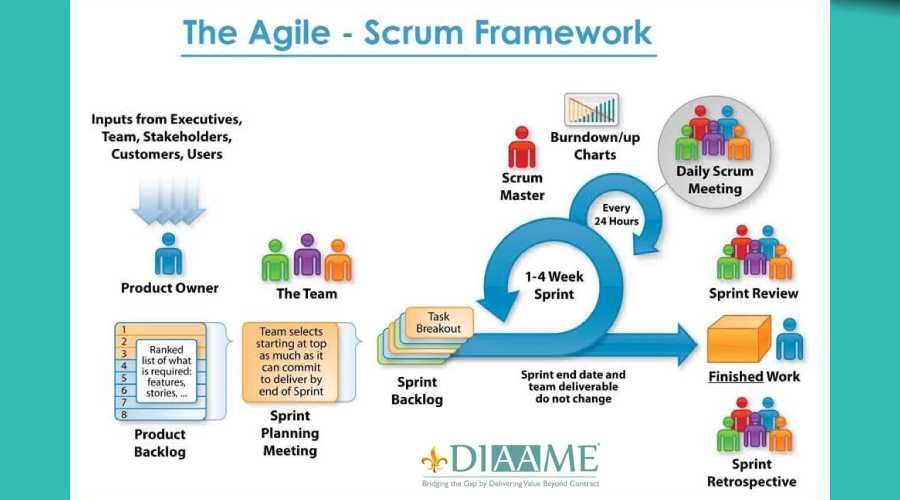 The Agile - Scrum Framework
Inputs from Executives,
Team, Stakeholders,
Customers, Users
Product Owner
The Team
1
2
3
4
5
6
7
8
Ranked
list of what
is required:
features,
stories, ...
Product
Backlog
Team selects
starting at top
as much as it
can commit
to deliver by
end of Sprint
Sprint
Planning
Meeting
Task
Breakout
Sprint
Backlog
Scrum
Master
Burndown/up
Charts
Daily Scrum
Meeting
Every
24 Hours
1-4 Week
Sprint
Sprint end date and
team deliverable
do not change
Sprint Review
Finished Work
Sprint
Retrospective
DIAAME
Bridging the Gap by Delivering Value Beyond Contract